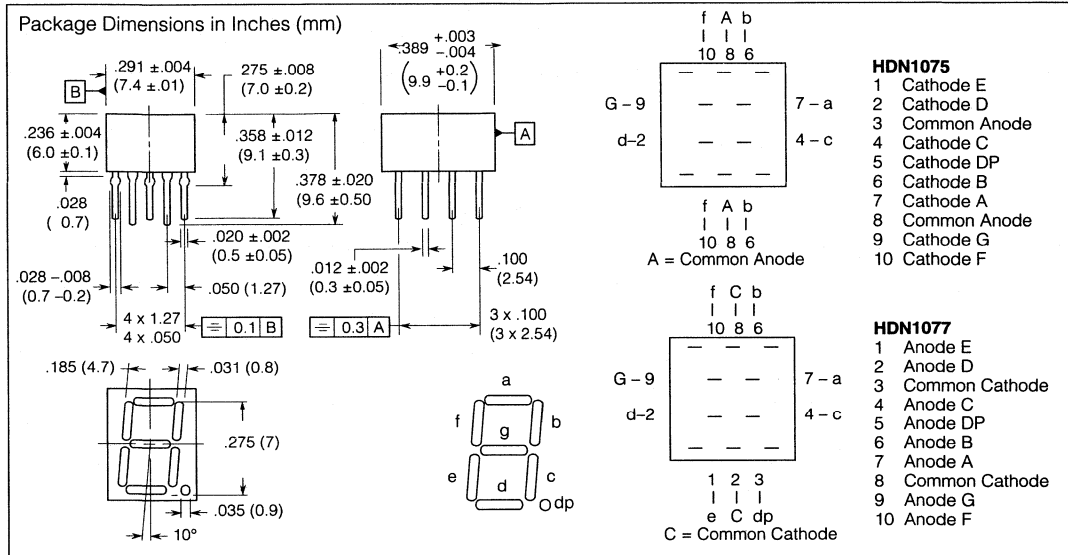 Package Dimensions in Inches (mm)
.291 ±.004
(7.4 ±.01)
B
.275 ±.008
(7.0 ±0.2)
.236 ±.004
(6.0 ±0.1)
.358 ±.012
(9.1 ±0.3)
.378 ±.020
(9.6 ±0.50
.028
( 0.7)
.020 ±.002
(0.5 ±0.05)
.028 –.008
(0.7 –0.2)
.050 (1.27)
4 x 1.27
4 x .050
0.1 B
.389 +.003 -.004
(9.9 +0.2 -0.1)
A
.012 ±.002
(0.3 ±0.05)
.100
(2.54)
0.3 A
3 x .100
(3 x 2.54)
.185 (4.7)
.031 (0.8)
.275 (7)
.035 (0.9)
10°
a
f
b
g
e
c
d
dp
f A b
10 8 6
G – 9
7 – a
d–2
4 – c
f A b
10 8 6
A = Common Anode
HDN1075
1 Cathode E
2 Cathode D
3 Common Anode
4 Cathode C
5 Cathode DP
6 Cathode B
7 Cathode A
8 Common Anode
9 Cathode G
10 Cathode F
f C b
10 8 6
G – 9
7 – a
d–2
4 – c
1 2 3
e C dp
C = Common Cathode
HDN1077
1 Anode E
2 Anode D
3 Common Cathode
4 Anode C
5 Anode DP
6 Anode B
7 Anode A
8 Common Cathode
9 Anode G
10 Anode F